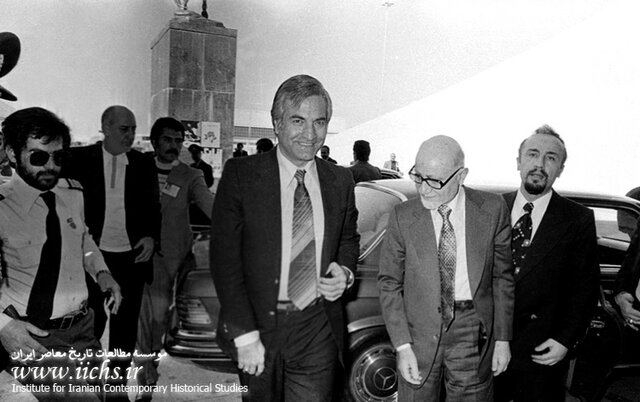 موسسه مطالعات تاریخ معاصر ایران
www.iichs.ir
Institute for Iranian Contemporary Historical Studies